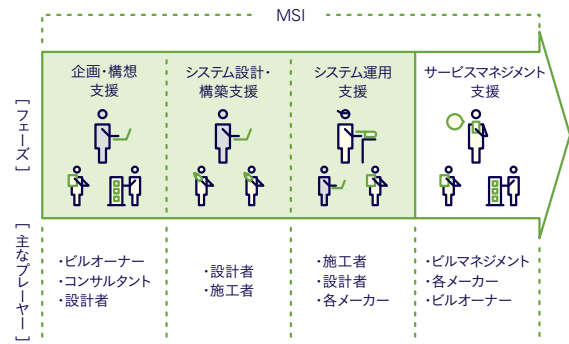 MSI
[フェーズ]
企画・構想
支援
システム設計・
構築支援
システム運用
支援
サービスマネジメント
支援
[主なプレーヤー]
・ビルオーナー
・コンサルタント
・設計者
・設計者
・施工者
・施工者
・設計者
・各メーカー
・ビルマネジメント
・各メーカー
・ビルオーナー